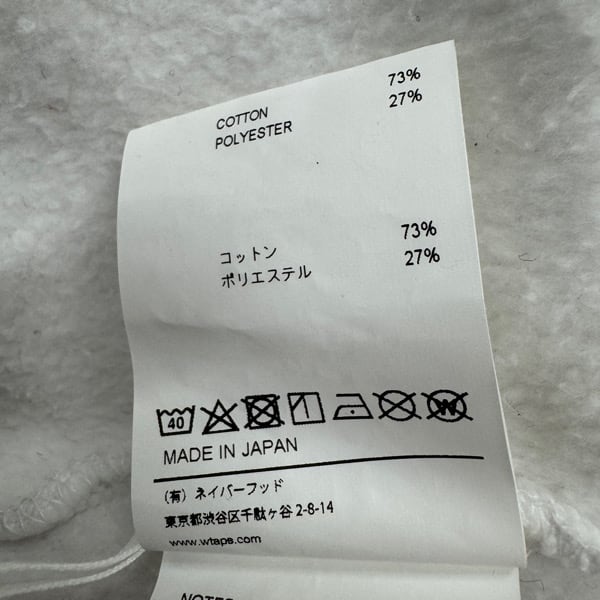 COTTON 73%
POLYESTER 27%
コットン 73%
ポリエステル 27%
40 W
MADE IN JAPAN
(有) ネイバーフッド
東京都渋谷区千駄ヶ谷 2-8-14
www.wtaps.com
NOTES